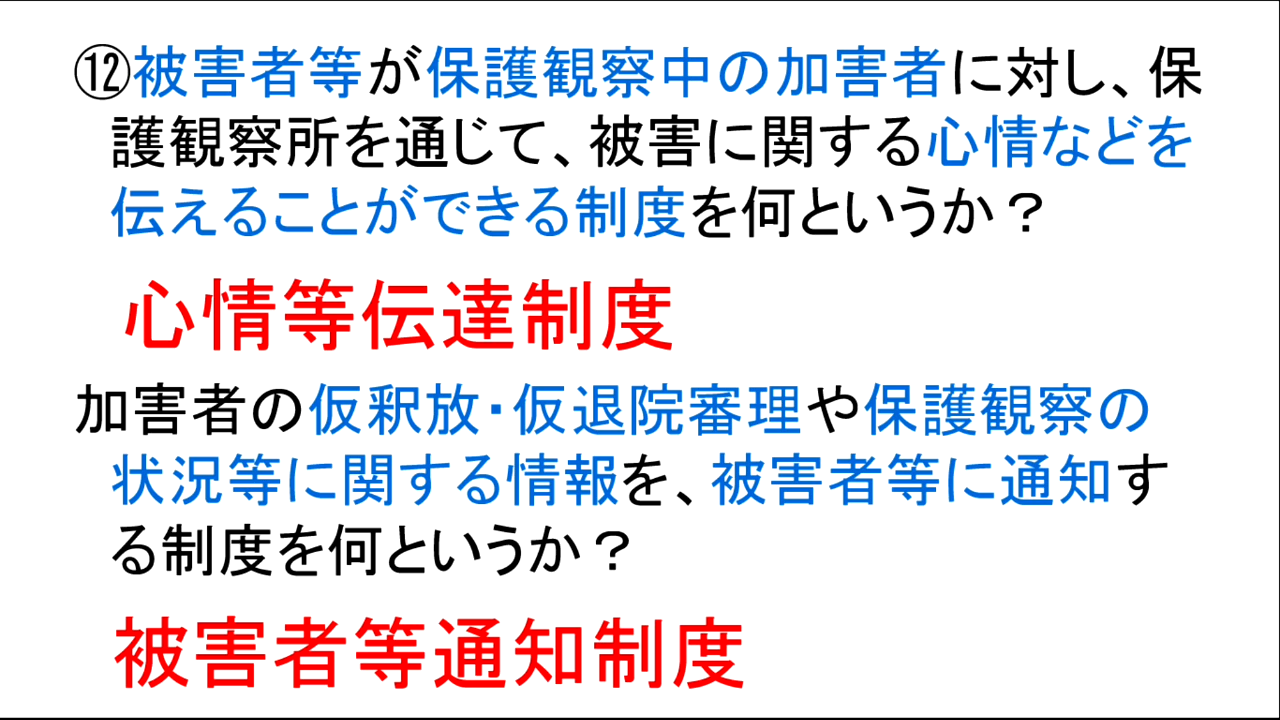 ⑫被害者等が保護観察中の加害者に対し、保
護観察所を通じて、被害に関する心情などを
伝えることができる制度を何というか？
心情等伝達制度
加害者の仮釈放・仮退院審理や保護観察の
状況等に関する情報を、被害者等に通知す
る制度を何というか？
被害者等通知制度